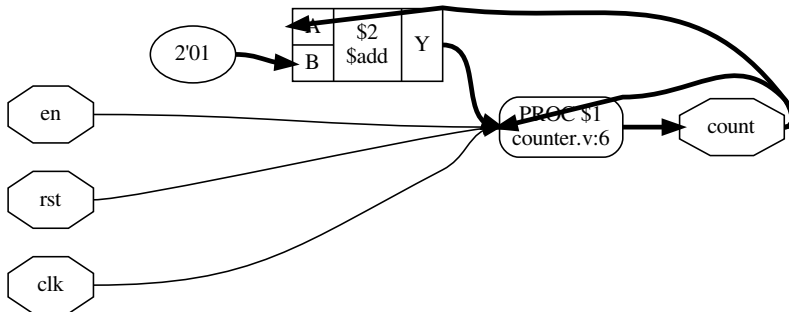 A
$2
$add
Y
B
2'01
en
PROC $1
counter.v:6
count
rst
clk